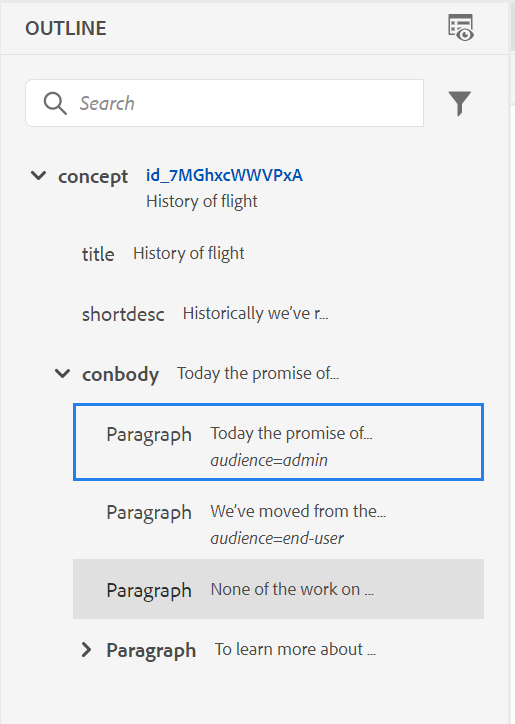 OUTLINE
Search
concept id_7MGhxcWWVPxA
History of flight
title History of flight
shortdesc Historically we’ve r...
conbody Today the promise of...
Paragraph Today the promise of...
audience=admin
Paragraph We’ve moved from the...
audience=end-user
Paragraph None of the work on ...
Paragraph To learn more about ...